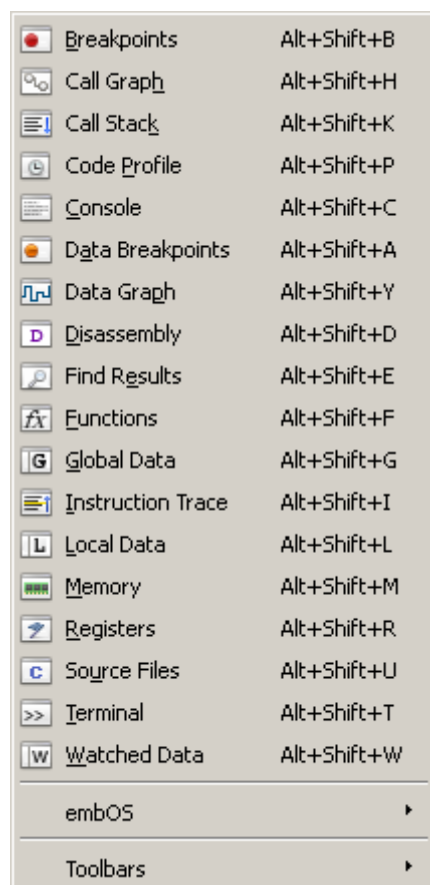 Breakpoints Alt+Shift+B
Call Graph Alt+Shift+H
Call Stack Alt+Shift+K
Code Profile Alt+Shift+P
Console Alt+Shift+C
Data Breakpoints Alt+Shift+A
Data Graph Alt+Shift+Y
D Disassembly Alt+Shift+D
Find Results Alt+Shift+E
fx Functions Alt+Shift+F
G Global Data Alt+Shift+G
Instruction Trace Alt+Shift+I
L Local Data Alt+Shift+L
Memory Alt+Shift+M
Registers Alt+Shift+R
C Source Files Alt+Shift+U
>> Terminal Alt+Shift+T
W Watched Data Alt+Shift+W
embOS
Toolbars